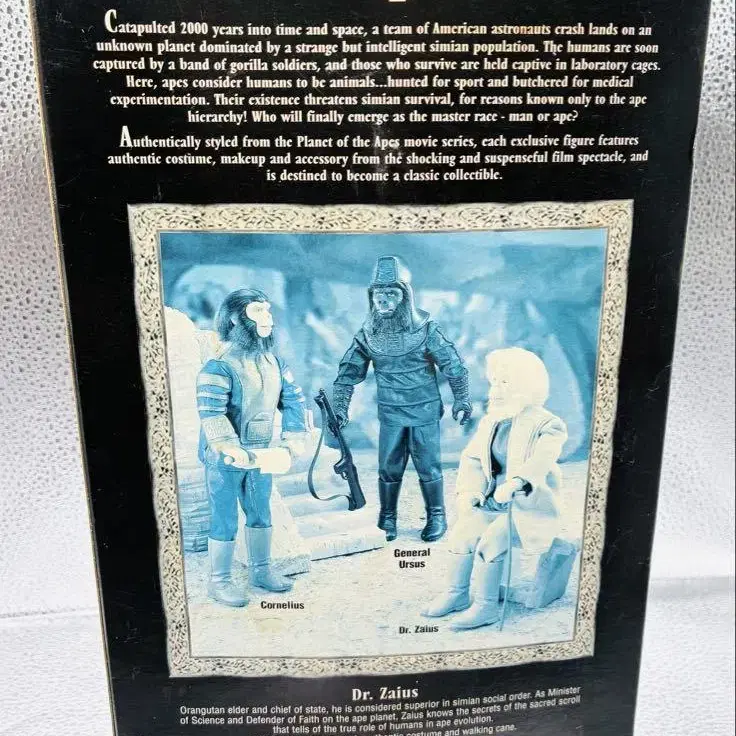 Catapulted 2000 years into time and space, a team of American astronauts crash lands on an
unknown planet dominated by a strange but intelligent simian population. The humans are soon
captured by a band of gorilla soldiers, and those who survive are held captive in laboratory cages.
Here, apes consider humans to be animals...hunted for sport and butchered for medical
experimentation. Their existence threatens simian survival, for reasons known only to the ape
hierarchy! Who will finally emerge as the master race - man or ape?
Authentically styled from the Planet of the Apes movie series, each exclusive figure features
authentic costume, makeup and accessory from the shocking and suspenseful film spectacle, and
is destined to become a classic collectible.
General
Ursus
Cornelius
Dr. Zaius
Dr. Zaius
Orangutan elder and chief of state, he is considered superior in simian social order. As Minister
of Science and Defender of Faith on the ape planet, Zaius knows the secrets of the sacred scroll
that tells of the true role of humans in ape evolution.
costume and walking cane.